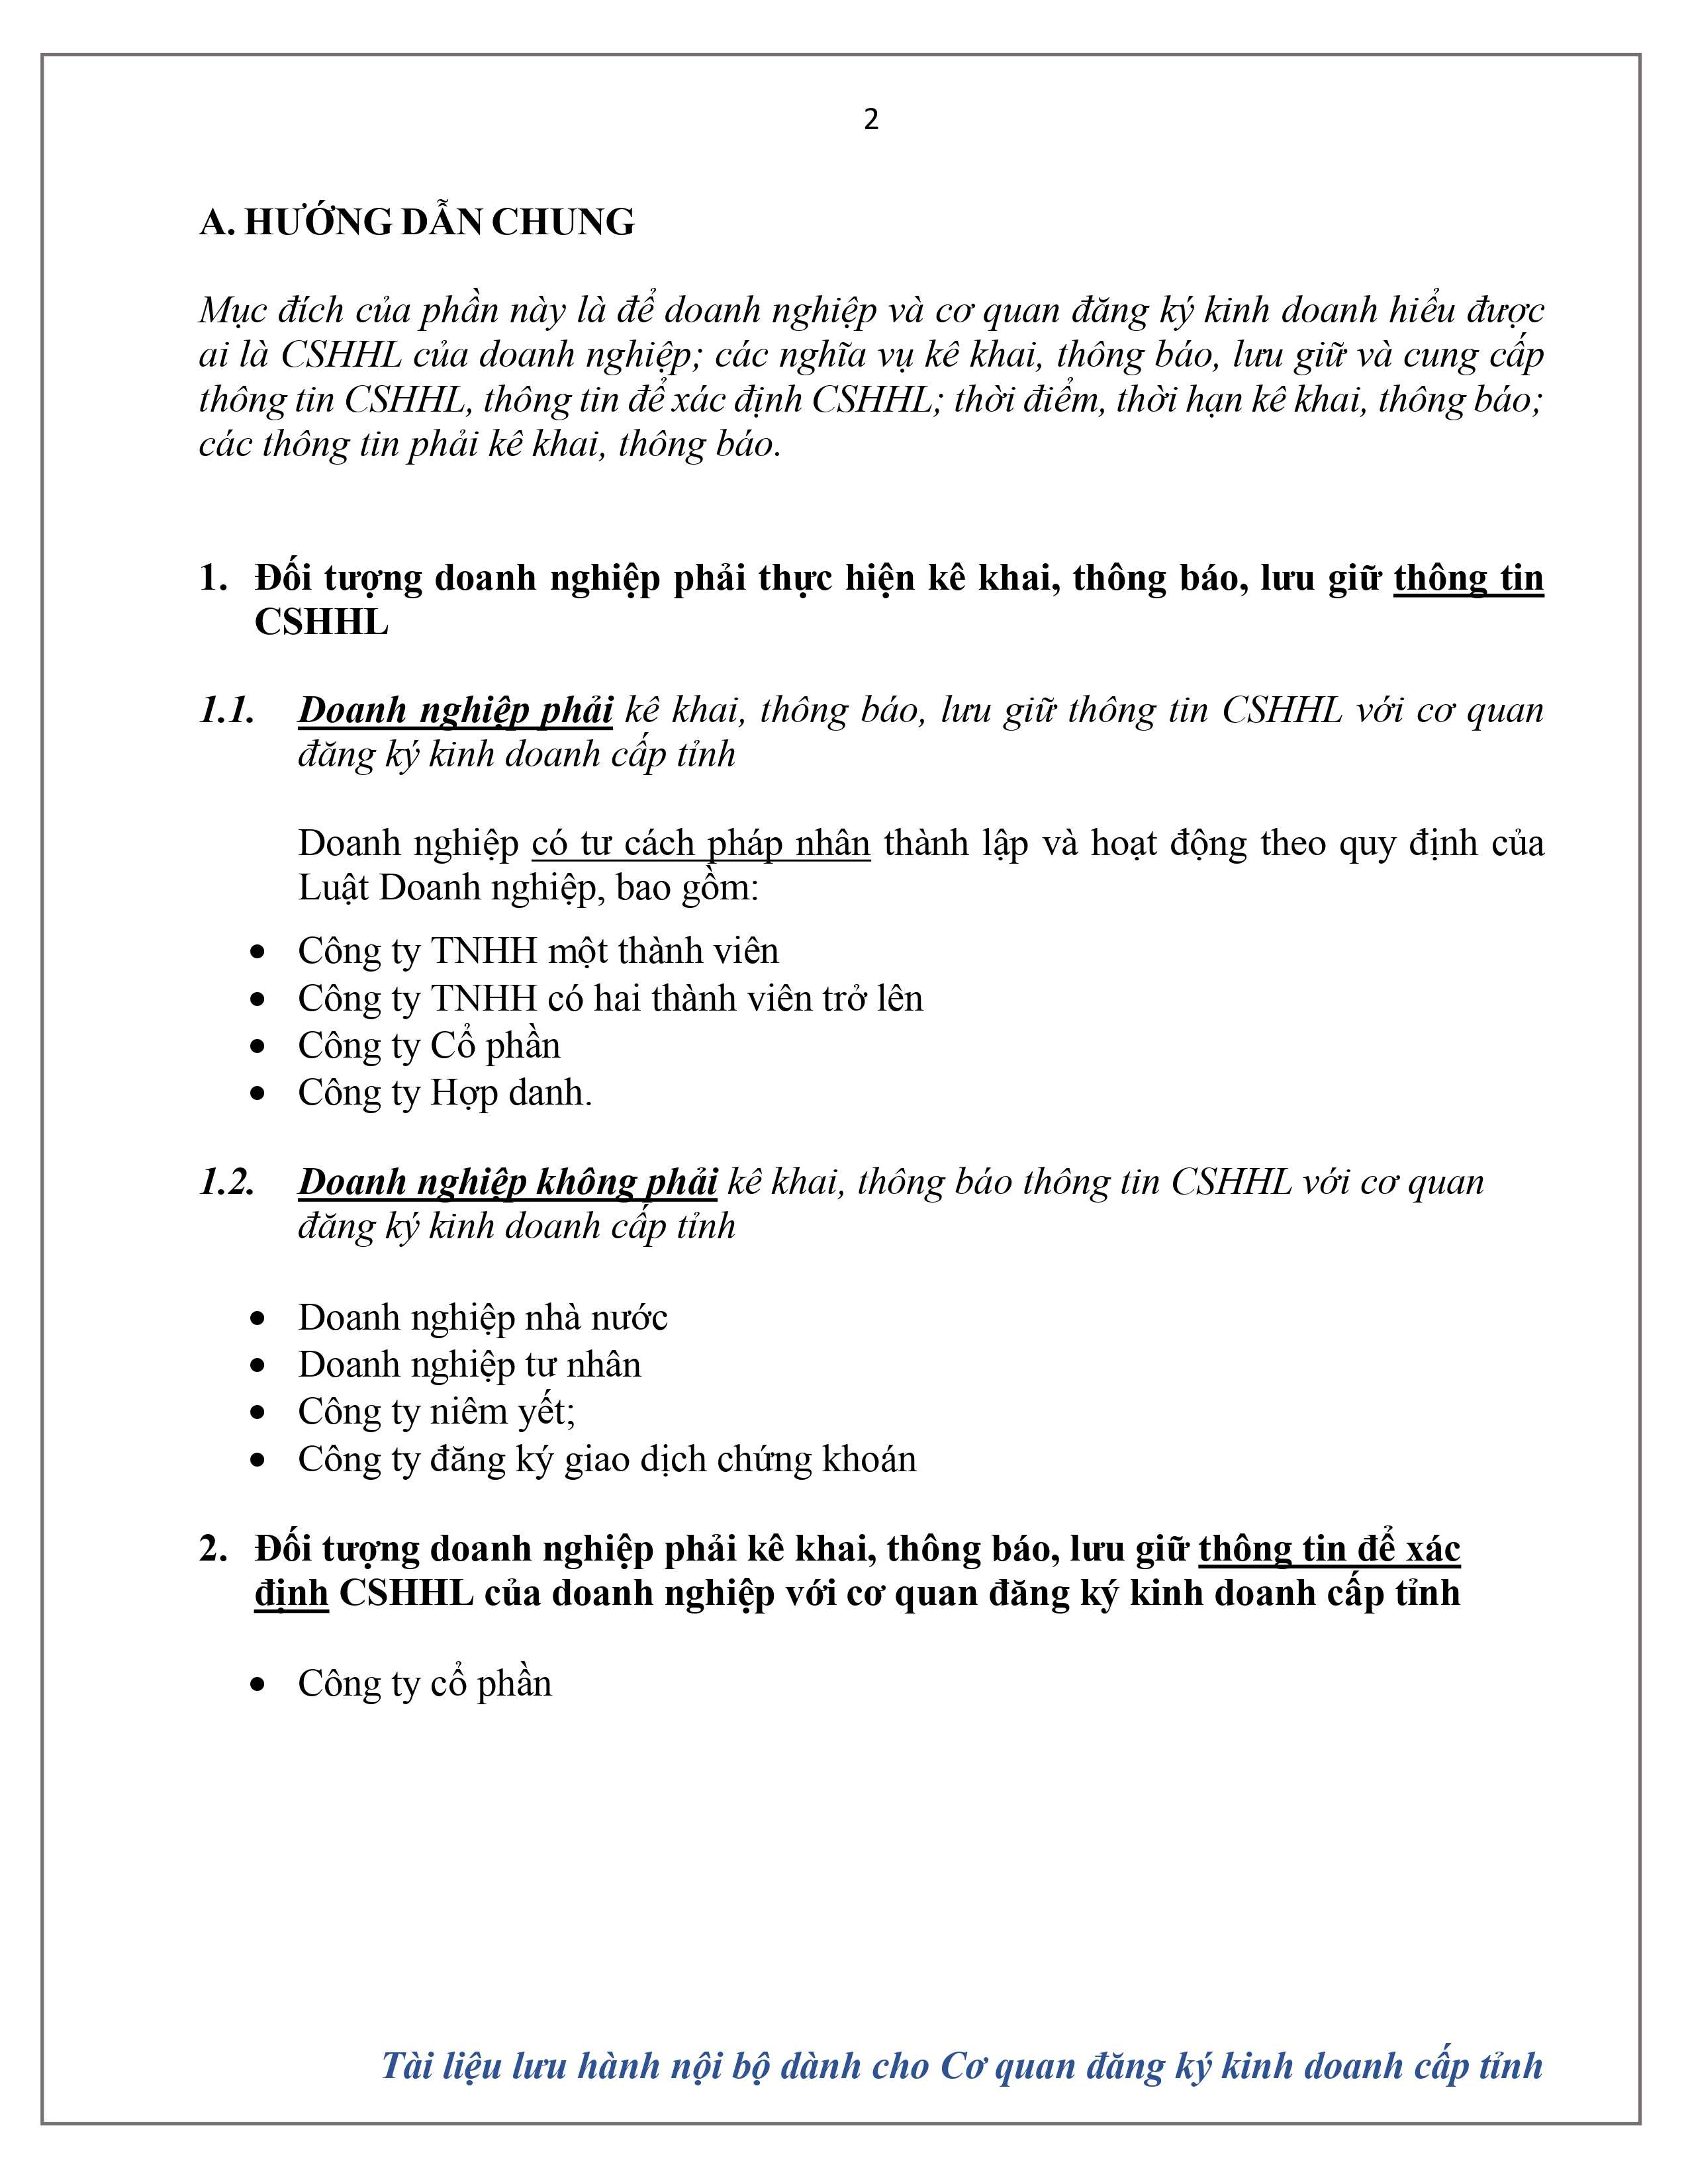 2
A. HƯỚNG DẪN CHUNG
Mục đích của phần này là để doanh nghiệp và cơ quan đăng ký kinh doanh hiểu được
ai là CSHHL của doanh nghiệp; các nghĩa vụ kê khai, thông báo, lưu giữ và cung cấp
thông tin CSHHL, thông tin để xác định CSHHL; thời điểm, thời hạn kê khai, thông báo;
các thông tin phải kê khai, thông báo.
1. Đối tượng doanh nghiệp phải thực hiện kê khai, thông báo, lưu giữ thông tin
CSHHL
1.1. Doanh nghiệp phải kê khai, thông báo, lưu giữ thông tin CSHHL với cơ quan
đăng ký kinh doanh cấp tỉnh
Doanh nghiệp có tư cách pháp nhân thành lập và hoạt động theo quy định của
Luật Doanh nghiệp, bao gồm:
• Công ty TNHH một thành viên
• Công ty TNHH có hai thành viên trở lên
• Công ty Cổ phần
• Công ty Hợp danh.
1.2. Doanh nghiệp không phải kê khai, thông báo thông tin CSHHL với cơ quan
đăng ký kinh doanh cấp tỉnh
• Doanh nghiệp nhà nước
• Doanh nghiệp tư nhân
• Công ty niêm yết;
• Công ty đăng ký giao dịch chứng khoán
2. Đối tượng doanh nghiệp phải kê khai, thông báo, lưu giữ thông tin để xác
định CSHHL của doanh nghiệp với cơ quan đăng ký kinh doanh cấp tỉnh
• Công ty cổ phần
Tài liệu lưu hành nội bộ dành cho Cơ quan đăng ký kinh doanh cấp tỉnh